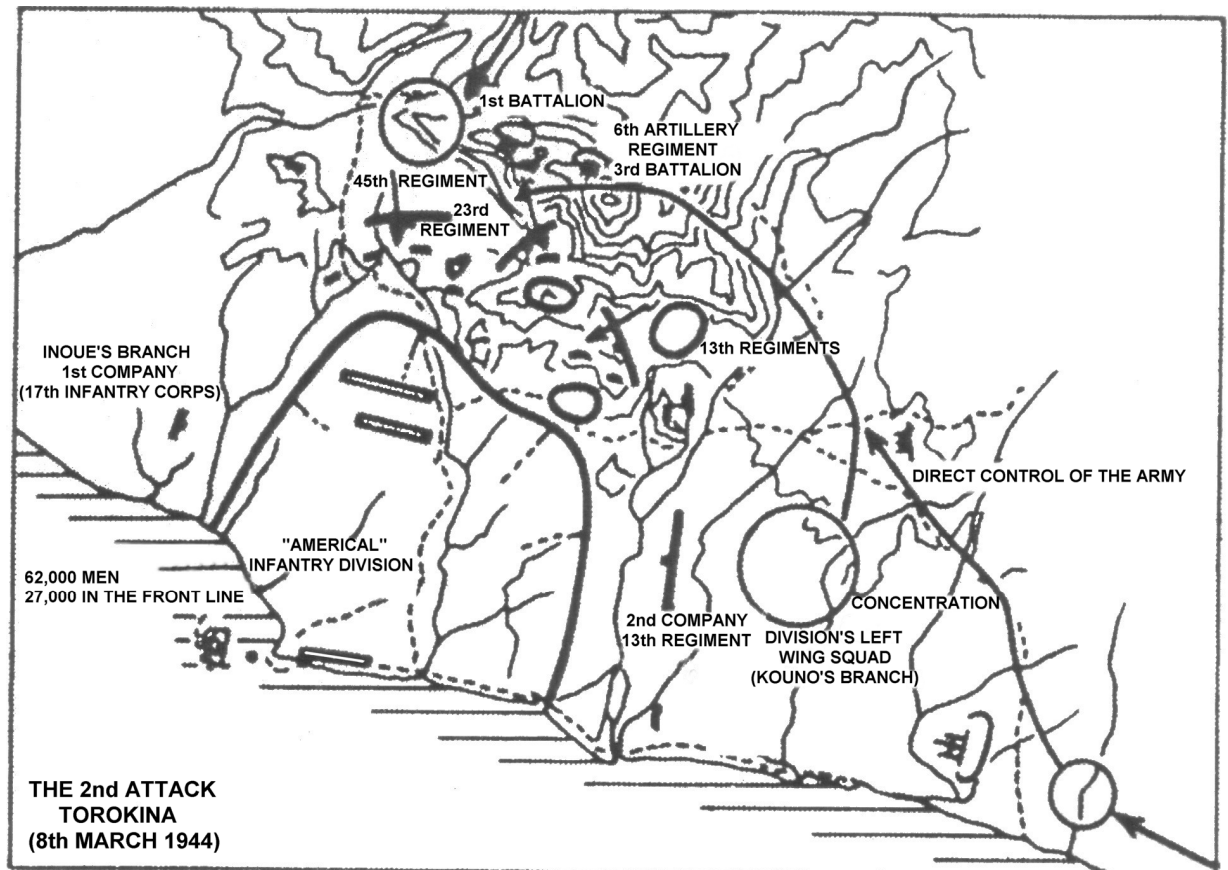 1st BATTALION
6th ARTILLERY
REGIMENT
3rd BATTALION
45th REGIMENT
23rd
REGIMENT
INOUE'S BRANCH
1st COMPANY
(17th INFANTRY CORPS)
13th REGIMENTS
DIRECT CONTROL OF THE ARMY
"AMERICAL"
INFANTRY DIVISION
62,000 MEN
27,000 IN THE FRONT LINE
2nd COMPANY
13th REGIMENT
CONCENTRATION
DIVISION'S LEFT
WING SQUAD
(KOUNO'S BRANCH)
THE 2nd ATTACK
TOROKINA
(8th MARCH 1944)